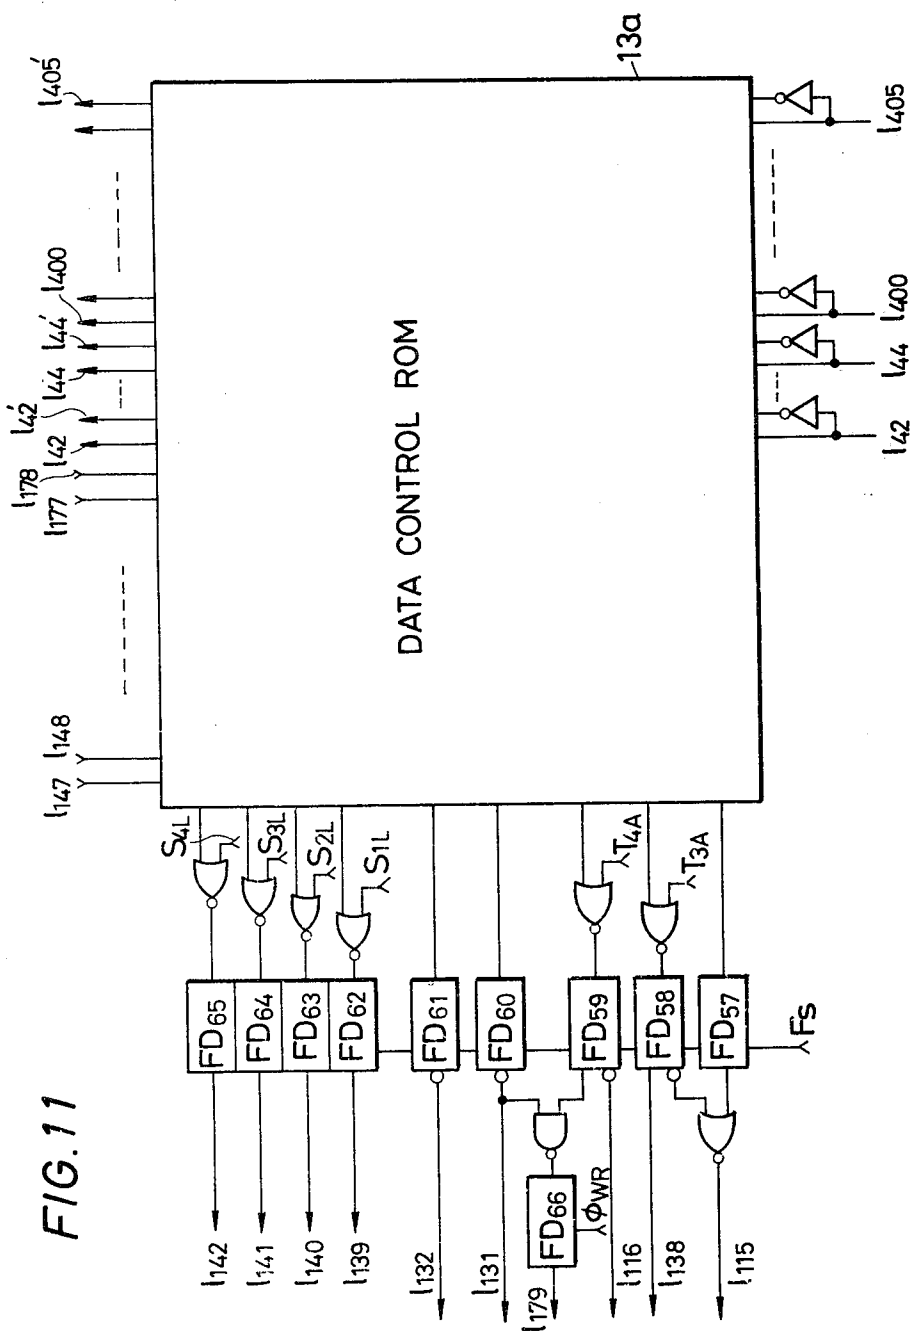 FIG. 11
13a
DATA CONTROL ROM
l147
l148
l177
l178
l42
l42'
l44
l44'
l400
l405'
S4L
S3L
S2L
S1L
T4A
T3A
FD65
FD64
FD63
FD62
FD61
FD60
FD59
FD58
FD57
Fs
FD66
φWR
l142
l141
l140
l139
l132
l131
l179
l116
l138
l115
l42
l44
l400
l405